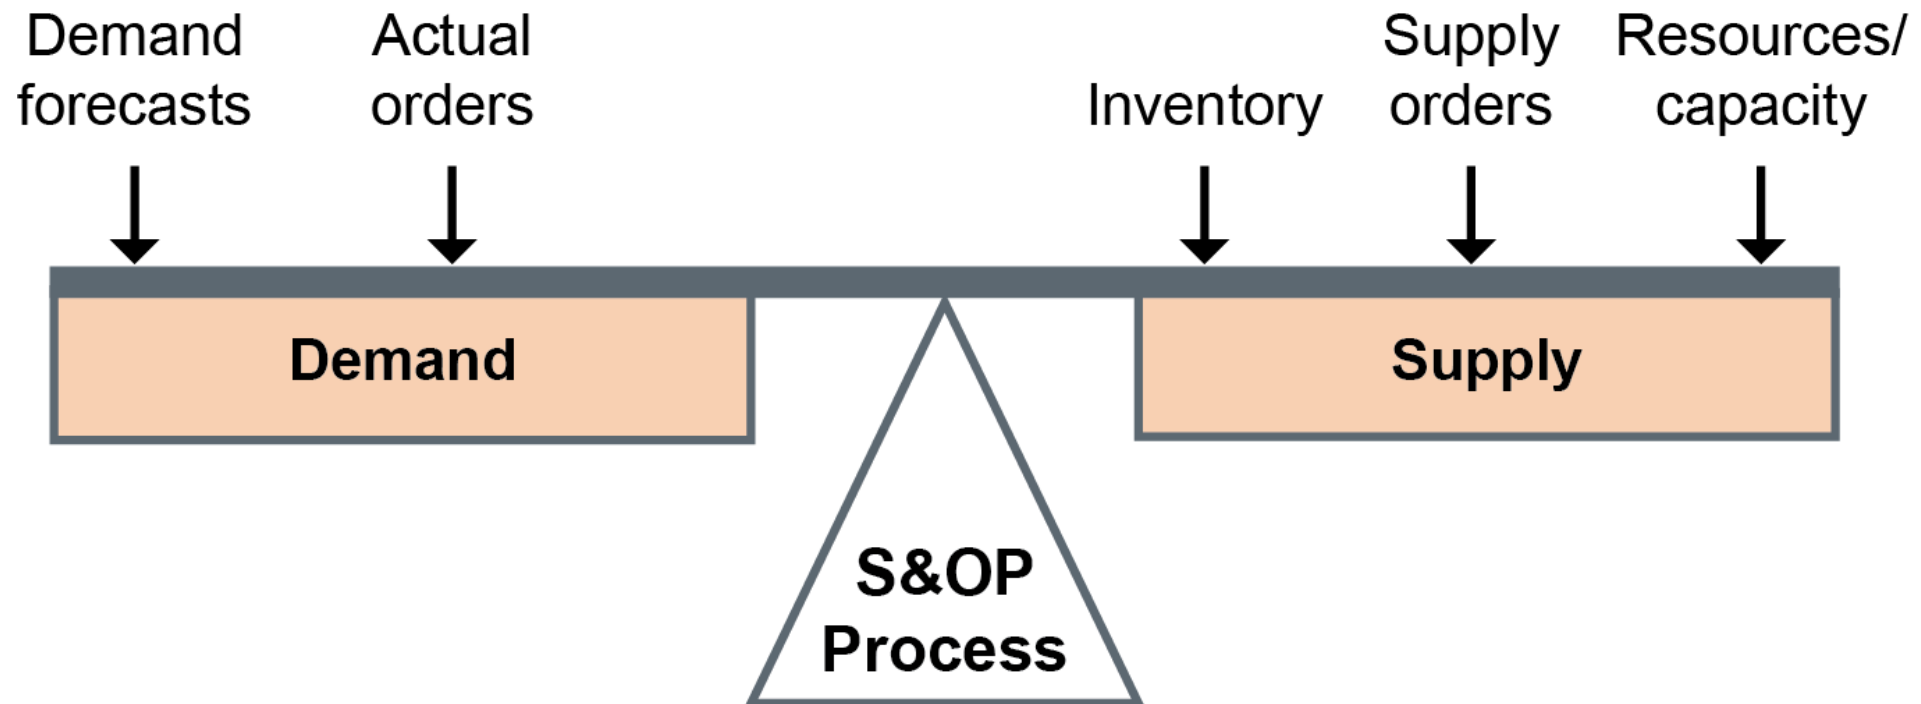 Demand
forecasts
Actual
orders
Inventory
Supply
orders
Resources/
capacity
Demand
Supply
S&OP
Process